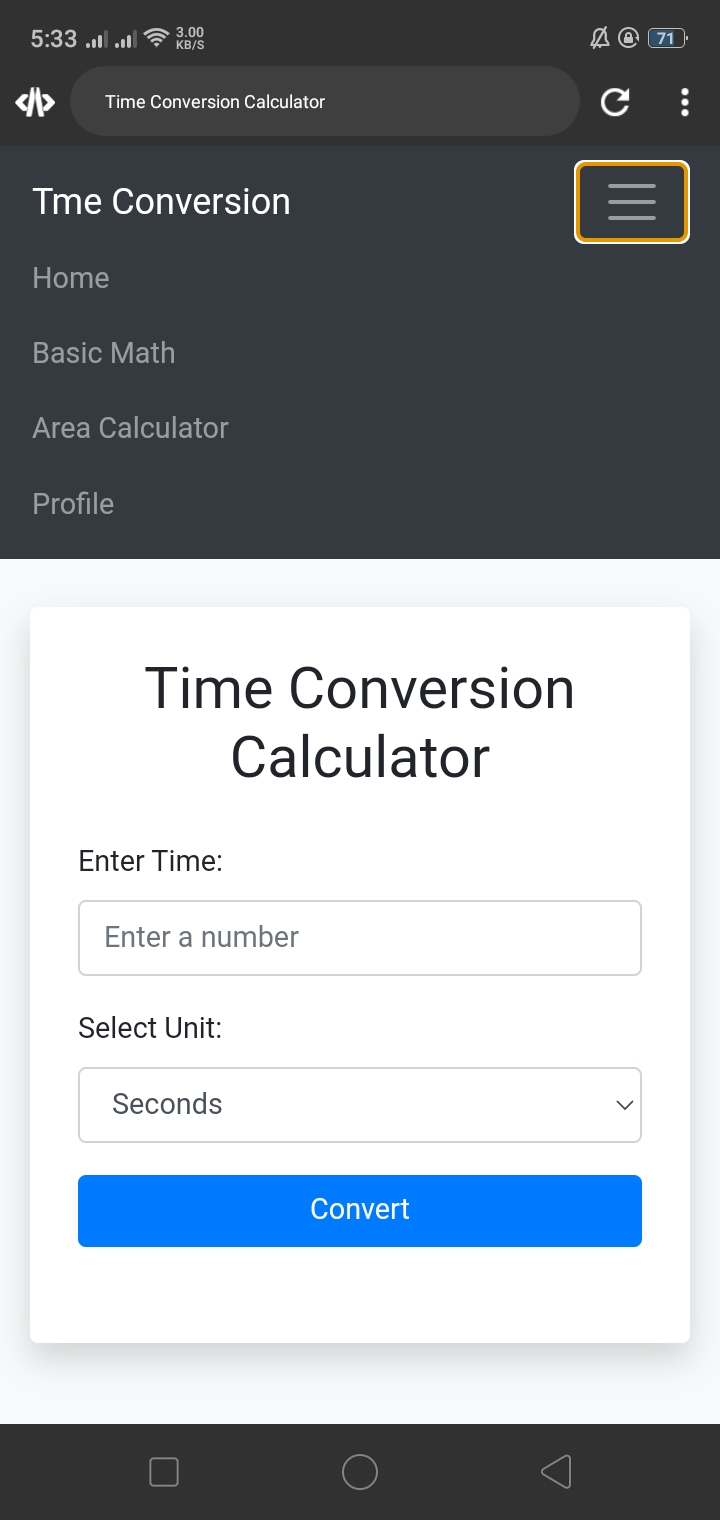 5:33 3.00 KB/S 71
Time Conversion Calculator
Tme Conversion
Home
Basic Math
Area Calculator
Profile
Time Conversion
Calculator
Enter Time:
Enter a number
Select Unit:
Seconds
Convert